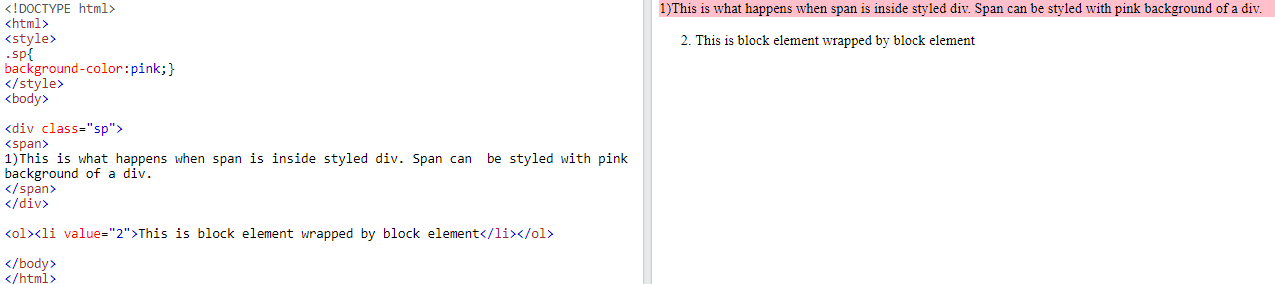 <!DOCTYPE html>
<html>
<style>
.sp{
background-color:pink;}
</style>
<body>
<div class="sp">
<span>
1)This is what happens when span is inside styled div. Span can  be styled with pink
background of a div.
</span>
</div>
<ol><li value="2">This is block element wrapped by block element</li></ol>
</body>
</html>
1)This is what happens when span is inside styled div. Span can be styled with pink background of a div.
2. This is block element wrapped by block element